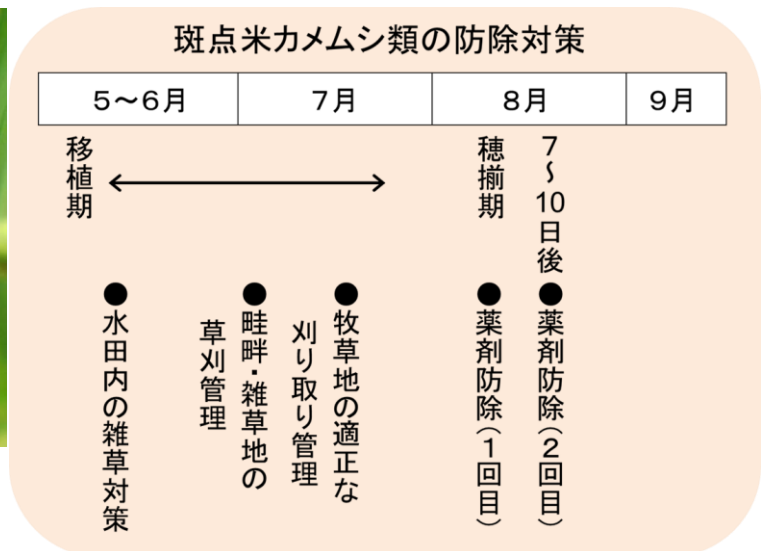 斑点米カメムシ類の防除対策
5～6月
7月
8月
9月
移植期
穂揃期
7～10日後
●水田内の雑草対策
●畦畔・雑草地の
草刈管理
●牧草地の適正な
刈り取り管理
●薬剤防除(1回目)
●薬剤防除(2回目)